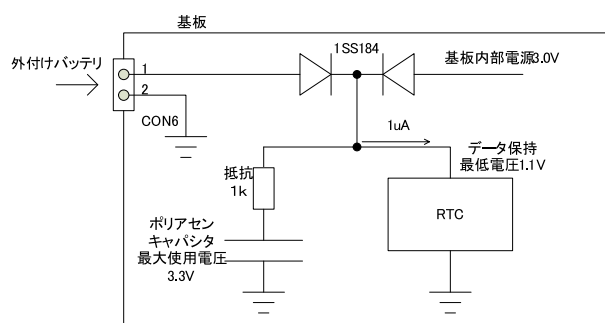 基板
外付けバッテリ
1
2
CON6
1SS184
基板内部電源3.0V
1uA
データ保持
最低電圧1.1V
抵抗
1k
RTC
ポリアセン
キャパシタ
最大使用電圧
3.3V